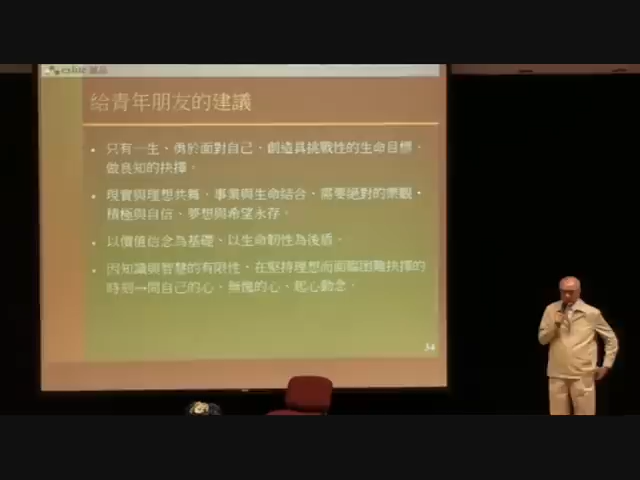 eslite 誠品
給青年朋友的建議
• 只有一生、勇於面對自己,創造具挑戰性的生命目標,
做良知的抉擇。
• 現實與理想共舞,事業與生命結合,需要絕對的樂觀,
積極與自信、夢想與希望永存。
• 以價值信念為基礎、以生命韌性為後盾。
• 因知識與智慧的有限性、在堅持理想而面臨困難抉擇的
時刻→問自己的心、無愧的心、起心動念。
34